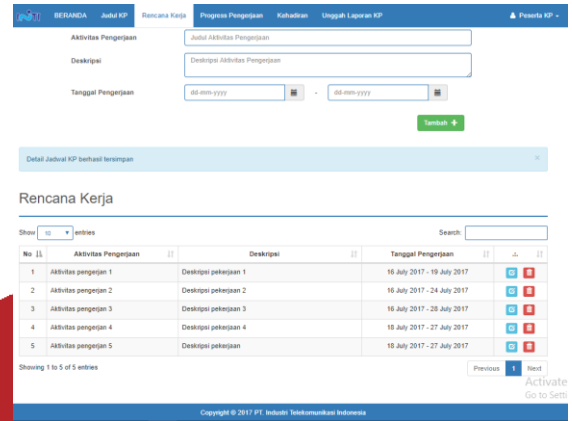 INTI BERANDA Judul KP Rencana Kerja Progress Pengerjaan Kehadiran Unggah Laporan KP Peserta KP
Aktivitas Pengerjaan Judul Aktivitas Pengerjaan
Deskripsi Deskripsi Aktivitas Pengerjaan
Tanggal Pengerjaan dd-mm-yyyy - dd-mm-yyyy
Tambah +
Detail Jadwal KP berhasil tersimpan ×
Rencana Kerja
Show 10 entries Search:
No Aktivitas Pengerjaan Deskripsi Tanggal Pengerjaan
1 Aktivitas pengerjan 1 Deskripsi pekerjaan 1 16 July 2017 - 19 July 2017
2 Aktivitas pengerjan 2 Deskripsi pekerjaan 2 16 July 2017 - 24 July 2017
3 Aktivitas pengerjan 3 Deskripsi pekerjaan 3 16 July 2017 - 28 July 2017
4 Aktivitas pengerjan 4 Deskripsi pekerjaan 4 18 July 2017 - 27 July 2017
5 Aktivitas pengerjan 5 Deskripsi pekerjaan 18 July 2017 - 27 July 2017
Showing 1 to 5 of 5 entries Previous 1 Next
Activate
Go to Setti
Copyright © 2017 PT. Industri Telekomunikasi Indonesia